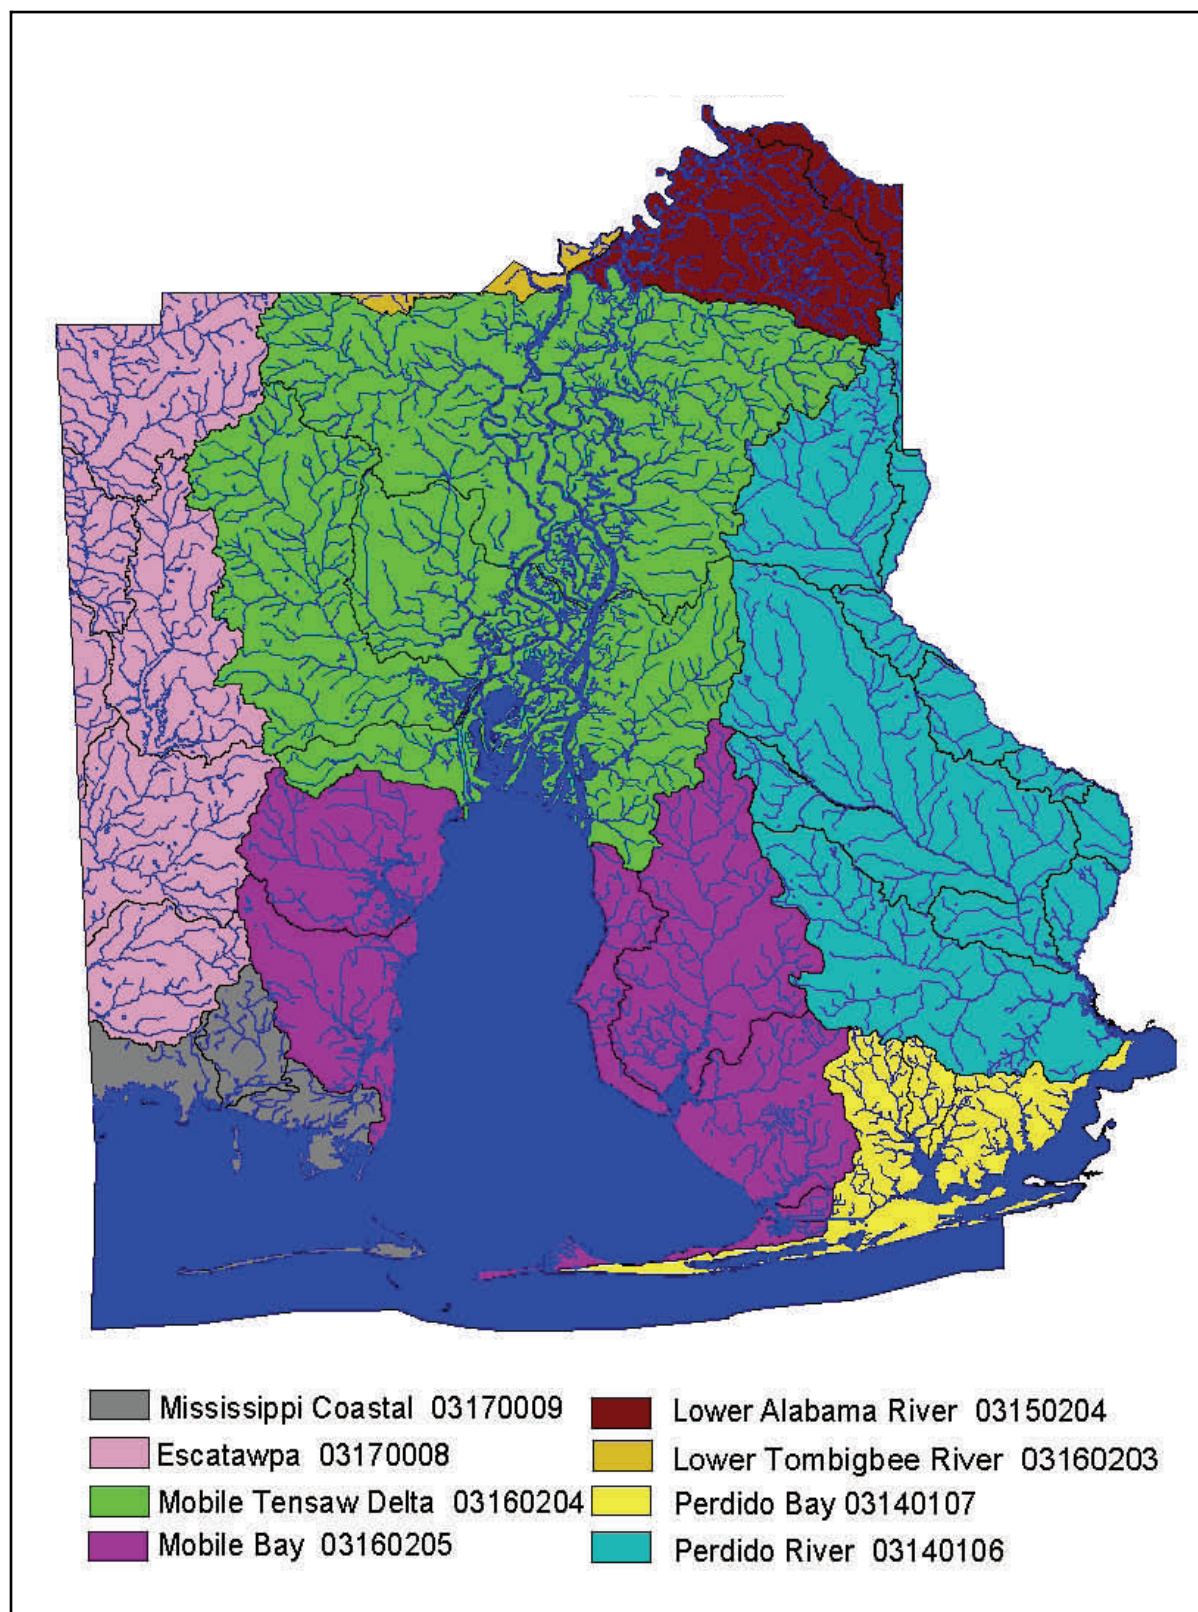 Mississippi Coastal 03170009
Escatawpa 03170008
Mobile Tensaw Delta 03160204
Mobile Bay 03160205
Lower Alabama River 03150204
Lower Tombigbee River 03160203
Perdido Bay 03140107
Perdido River 03140106